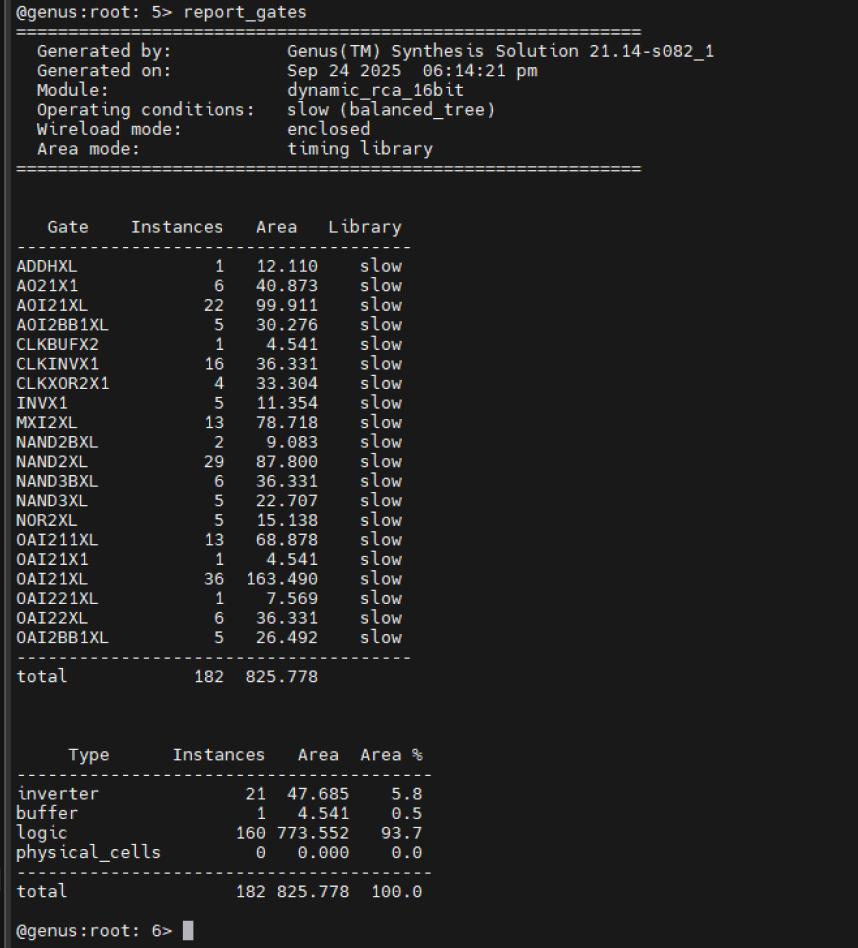 @genus:root: 5> report_gates
============================================================
  Generated by:           Genus(TM) Synthesis Solution 21.14-s082_1
  Generated on:           Sep 24 2025  06:14:21 pm
  Module:                 dynamic_rca_16bit
  Operating conditions:   slow (balanced_tree)
  Wireload mode:          enclosed
  Area mode:              timing library
============================================================
   Gate    Instances   Area   Library
--------------------------------------
ADDHXL             1   12.110    slow
AO21X1             6   40.873    slow
AOI21XL           22   99.911    slow
AOI2BB1XL          5   30.276    slow
CLKBUFX2           1    4.541    slow
CLKINVX1          16   36.331    slow
CLKXOR2X1          4   33.304    slow
INVX1              5   11.354    slow
MXI2XL            13   78.718    slow
NAND2BXL           2    9.083    slow
NAND2XL           29   87.800    slow
NAND3BXL           6   36.331    slow
NAND3XL            5   22.707    slow
NOR2XL             5   15.138    slow
OAI211XL          13   68.878    slow
OAI21X1            1    4.541    slow
OAI21XL           36  163.490    slow
OAI221XL           1    7.569    slow
OAI22XL            6   36.331    slow
OAI2BB1XL          5   26.492    slow
--------------------------------------
total            182  825.778
     Type      Instances   Area  Area %
----------------------------------------
inverter              21  47.685    5.8
buffer                 1   4.541    0.5
logic                160 773.552   93.7
physical_cells         0   0.000    0.0
----------------------------------------
total                182 825.778  100.0
@genus:root: 6>